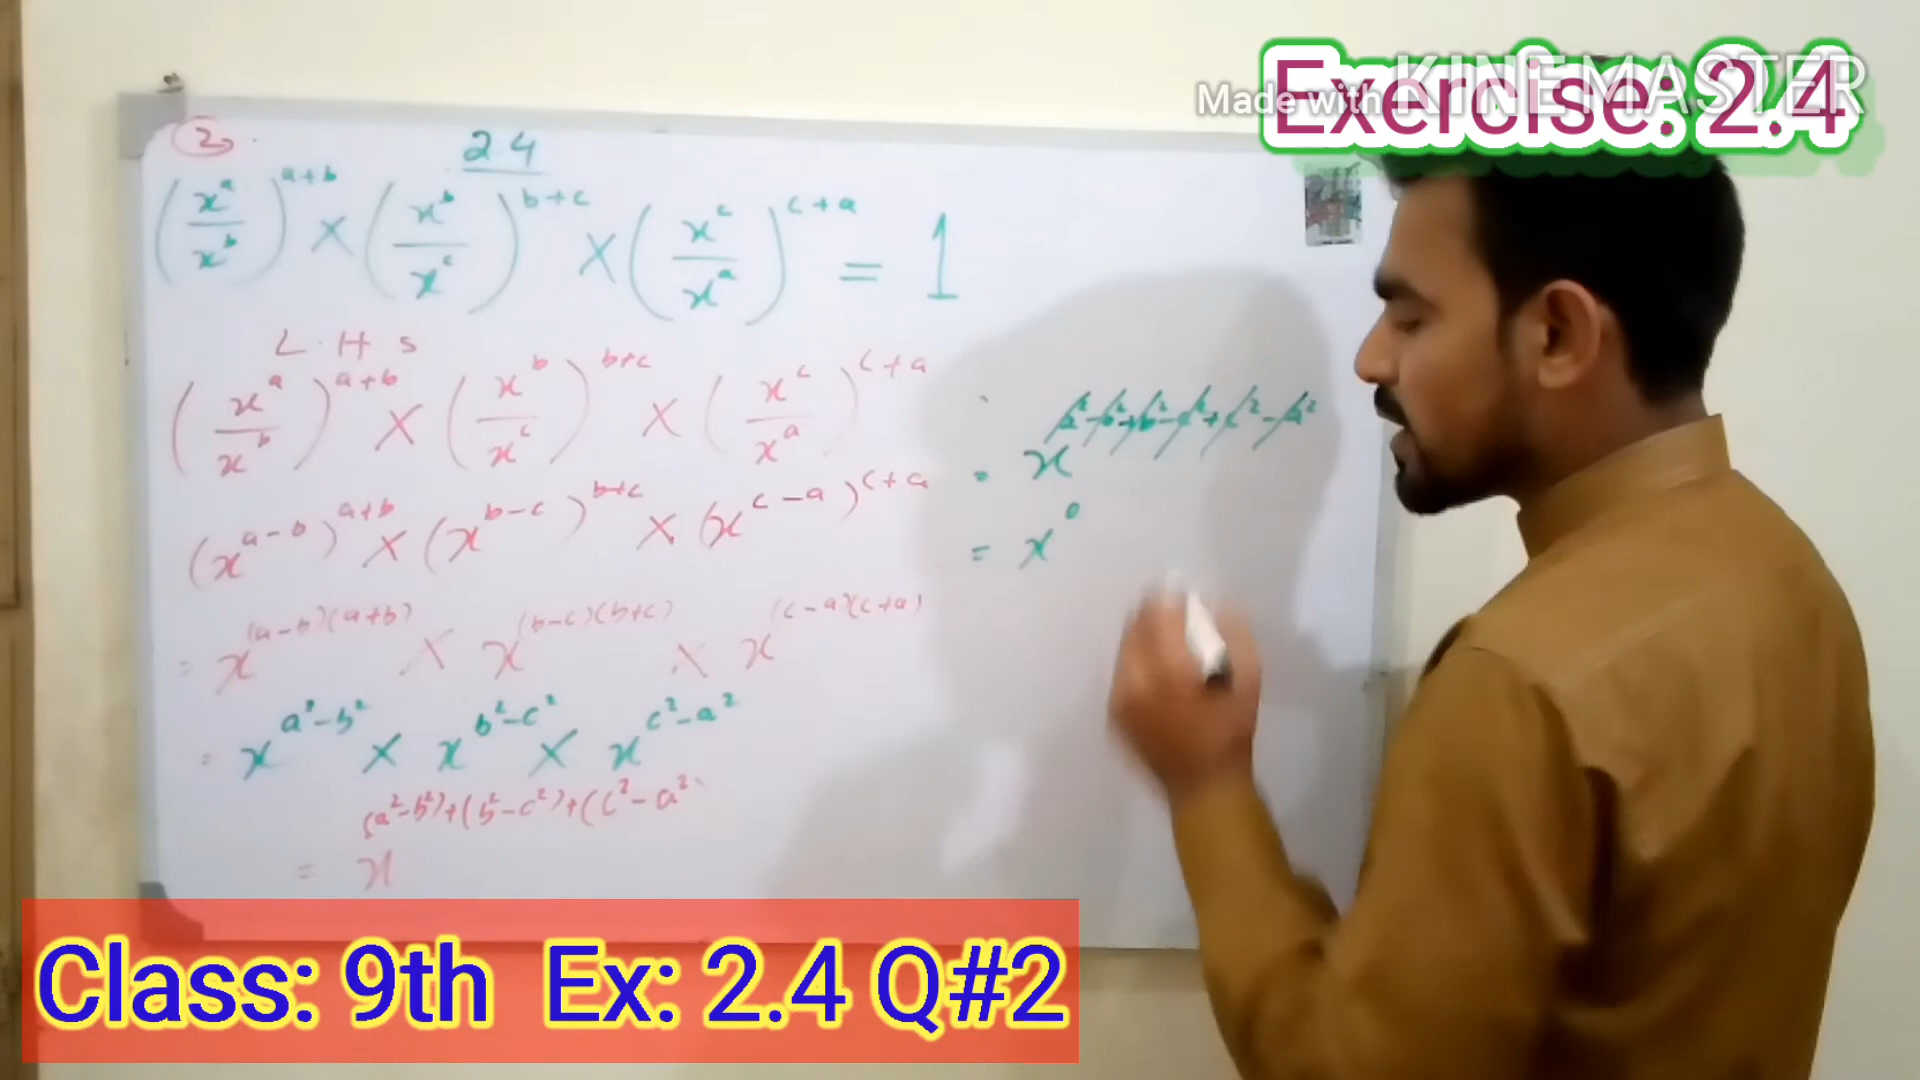 Made with KINEMASTER
Exercise: 2.4
2
2.4
(x^a/x^b)^(a+b) × (x^b/x^c)^(b+c) × (x^c/x^a)^(c+a) = 1
L.H.S
(x^a/x^b)^(a+b) × (x^b/x^c)^(b+c) × (x^c/x^a)^(c+a)
(x^(a-b))^(a+b) × (x^(b-c))^(b+c) × (x^(c-a))^(c+a)
= x^((a-b)(a+b)) × x^((b-c)(b+c)) × x^((c-a)(c+a))
= x^(a²-b²) × x^(b²-c²) × x^(c²-a²)
= x^((a²-b²)+(b²-c²)+(c²-a²
= x^(a²-b²+b²-c²+c²-a²)
= x^0
Class: 9th Ex: 2.4 Q#2